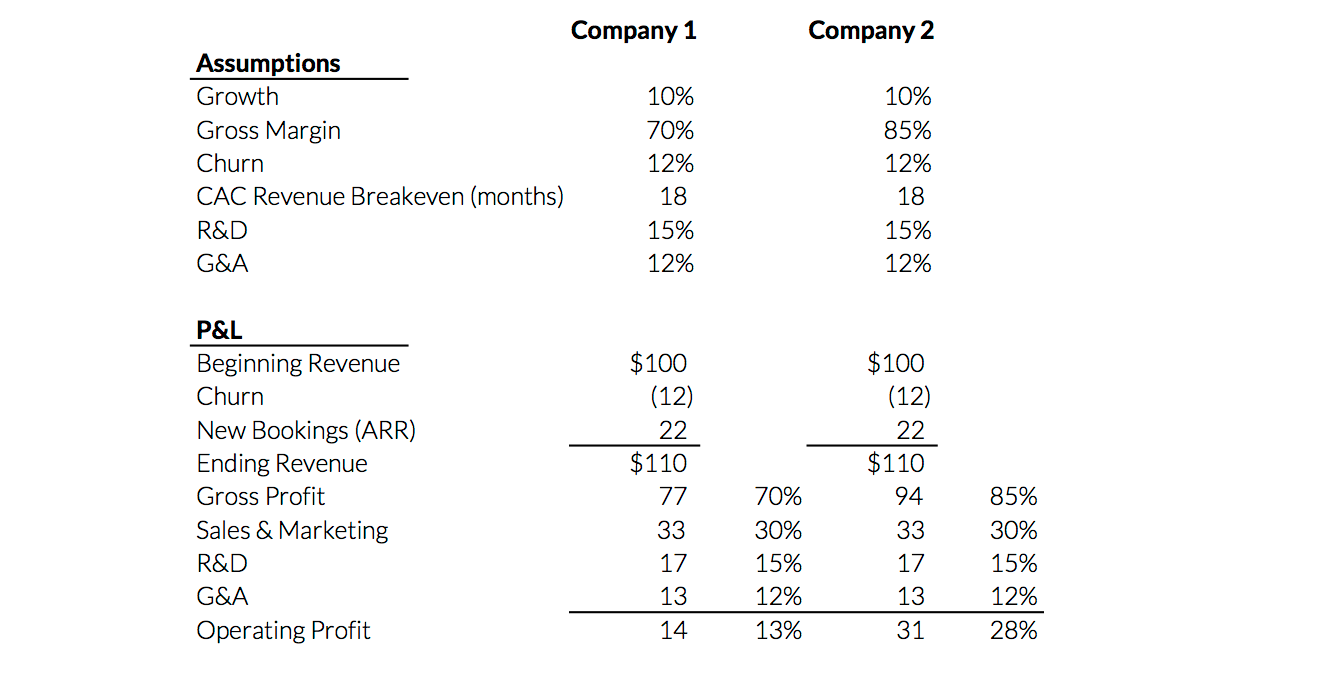 Company 1 Company 2
Assumptions
Growth 10% 10%
Gross Margin 70% 85%
Churn 12% 12%
CAC Revenue Breakeven (months) 18 18
R&D 15% 15%
G&A 12% 12%
P&L
Beginning Revenue $100 $100
Churn (12) (12)
New Bookings (ARR) 22 22
Ending Revenue $110 $110
Gross Profit 77 70% 94 85%
Sales & Marketing 33 30% 33 30%
R&D 17 15% 17 15%
G&A 13 12% 13 12%
Operating Profit 14 13% 31 28%